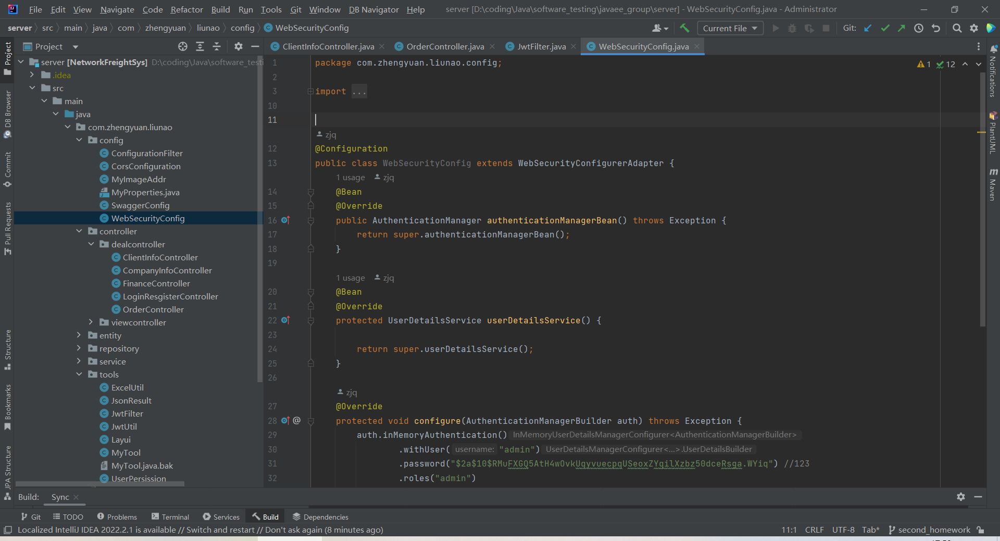 File Edit View Navigate Code Refactor Build Run Tools Git Window DB Navigator Help server [D:\coding\Java\software_testing\javaee_group\server] - WebSecurityConfig.java - Administrator
server src main java com zhengyuan liunao config WebSecurityConfig Current File Git:
Project
ClientInfoController.java OrderController.java JwtFilter.java WebSecurityConfig.java
server [NetworkFreightSys] D:\coding\Java\software_testi
.idea
src
main
java
com.zhengyuan.liunao
config
ConfigurationFilter
CorsConfiguration
MyImageAddr
MyProperties.java
SwaggerConfig
WebSecurityConfig
controller
dealcontroller
ClientInfoController
CompanyInfoController
FinanceController
LoginResgisterController
OrderController
viewcontroller
entity
repository
service
tools
ExcelUtil
JsonResult
JwtFilter
JwtUtil
Layui
MyTool
MyTool.java.bak
UserPersission
Project
DB Browser
Commit
Pull Requests
Structure
Bookmarks
JPA Structure
1 package com.zhengyuan.liunao.config;
1 12
2
3 import ...
10
11
zjq
12 @Configuration
13 public class WebSecurityConfig extends WebSecurityConfigurerAdapter {
1 usage zjq
14 @Bean
15 @Override
16 public AuthenticationManager authenticationManagerBean() throws Exception {
17 return super.authenticationManagerBean();
18 }
19
1 usage zjq
20 @Bean
21 @Override
22 protected UserDetailsService userDetailsService() {
23
24 return super.userDetailsService();
25 }
26
zjq
27 @Override
28 @ protected void configure(AuthenticationManagerBuilder auth) throws Exception {
29 auth.inMemoryAuthentication() InMemoryUserDetailsManagerConfigurer<AuthenticationManagerBuilder>
30 .withUser( username: "admin") UserDetailsManagerConfigurer<...>.UserDetailsBuilder
31 .password("$2a$10$RMuFXGQ5AtH4wOvkUqyvuecpqUSeoxZYqilXzbz50dceRsga.WYiq") //123
32 .roles("admin")
Notifications
PlantUML
m Maven
Build: Sync
Git TODO Problems Terminal Services Build Dependencies
Localized IntelliJ IDEA 2022.2.1 is available // Switch and restart // Don't ask again (8 minutes ago) 11:1 CRLF UTF-8 Tab* second_homework